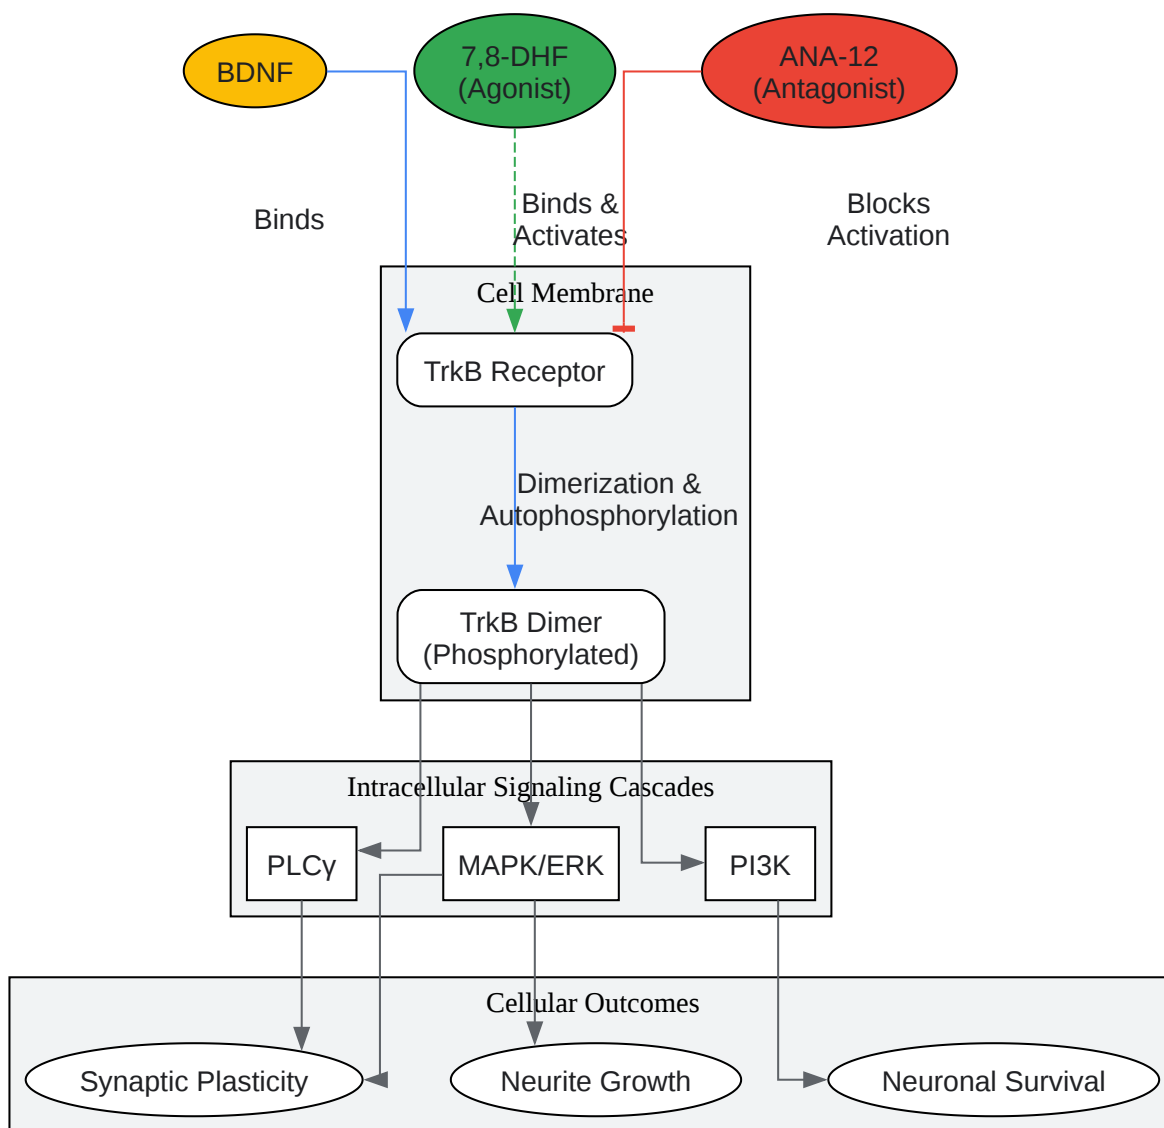 BDNF
7,8-DHF
(Agonist)
ANA-12
(Antagonist)
Binds
Binds &
Activates
Blocks
Activation
Cell Membrane
TrkB Receptor
Dimerization &
Autophosphorylation
TrkB Dimer
(Phosphorylated)
Intracellular Signaling Cascades
PLCγ
MAPK/ERK
PI3K
Cellular Outcomes
Synaptic Plasticity
Neurite Growth
Neuronal Survival